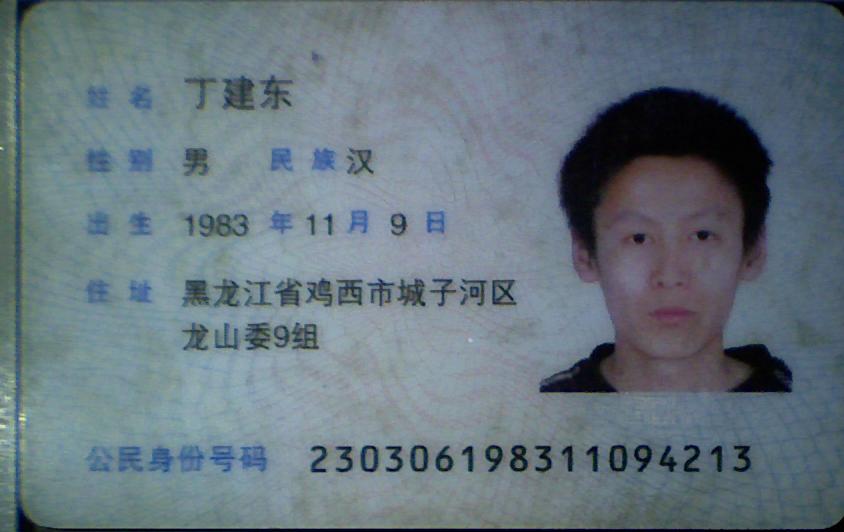 姓名 丁建东
性别 男 民族 汉
出生 1983 年 11 月 9 日
住址 黑龙江省鸡西市城子河区
龙山委9组
公民身份号码 230306198311094213